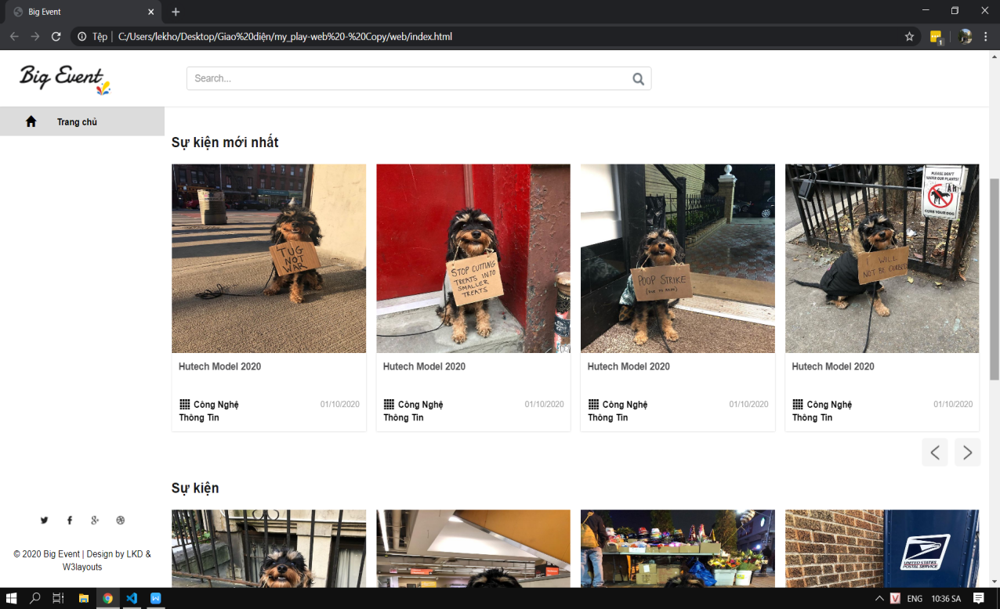 Big Event
Tệp
C:/Users/lekho/Desktop/Giao%20diện/my_play-web%20-%20Copy/web/index.html
1
Big Event
Search...
Trang chủ
Sự kiện mới nhất
TUG
NOT
WAR
STOP CUTTING
TREATS INTO
SMALLER
TREATS
POOP STRIKE
I WILL
NOT BE CURBED
PLEASE DON'T
WATER OUR PLANTS!
CURB YOUR DOG
Hutech Model 2020
Công Nghệ
Thông Tin
01/10/2020
Hutech Model 2020
Công Nghệ
Thông Tin
01/10/2020
Hutech Model 2020
Công Nghệ
Thông Tin
01/10/2020
Hutech Model 2020
Công Nghệ
Thông Tin
01/10/2020
Sự kiện
UNITED STATES
POSTAL SERVICE
© 2020 Big Event | Design by LKD &
W3layouts
V
ENG
10:36 SA